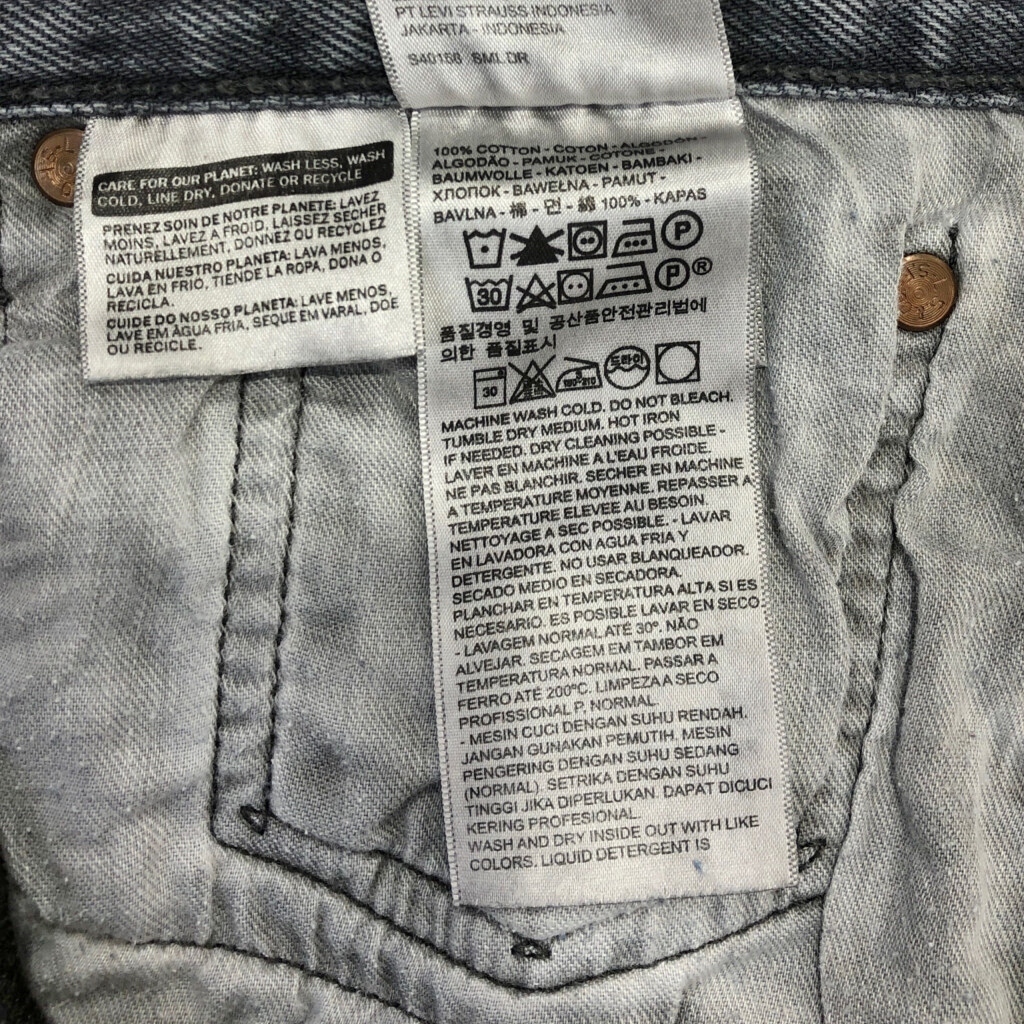 PT LEVI STRAUSS INDONESIA
JAKARTA - INDONESIA
S40156 SMLDR
CARE FOR OUR PLANET: WASH LESS, WASH
COLD, LINE DRY, DONATE OR RECYCLE
PRENEZ SOIN DE NOTRE PLANETE: LAVEZ
MOINS, LAVEZ A FROID, LAISSEZ SECHER
NATURELLEMENT, DONNEZ OU RECYCLEZ
CUIDA NUESTRO PLANETA: LAVA MENOS,
LAVA EN FRIO, TIENDE LA ROPA, DONA O
RECICLA.
CUIDE DO NOSSO PLANETA: LAVE MENOS,
LAVE EM ÁGUA FRIA, SEQUE EM VARAL, DOE
OU RECICLE.
100% COTTON - COTON - ALGODÓN -
ALGODÃO - PAMUK - COTONE -
BAUMWOLLE - KATOEN - BAMBAKI -
ХЛОПОК - BAWEŁNA - PAMUT -
BAVLNA - 棉 - 면 - 綿 100% - KAPAS
P
30 P®
품질경영 및 공산품안전관리법에
의한 품질표시
30 180~210 드라이
MACHINE WASH COLD. DO NOT BLEACH.
TUMBLE DRY MEDIUM. HOT IRON
IF NEEDED. DRY CLEANING POSSIBLE -
LAVER EN MACHINE A L'EAU FROIDE.
NE PAS BLANCHIR. SECHER EN MACHINE
A TEMPERATURE MOYENNE. REPASSER A
TEMPERATURE ELEVEE AU BESOIN
NETTOYAGE A SEC POSSIBLE. - LAVAR
EN LAVADORA CON AGUA FRIA Y
DETERGENTE. NO USAR BLANQUEADOR.
SECADO MEDIO EN SECADORA.
PLANCHAR EN TEMPERATURA ALTA SI ES
NECESARIO. ES POSIBLE LAVAR EN SECO
- LAVAGEM NORMAL ATÉ 30º. NÃO
ALVEJAR. SECAGEM EM TAMBOR EM
TEMPERATURA NORMAL. PASSAR A
FERRO ATÉ 200ºC. LIMPEZA A SECO
PROFISSIONAL P, NORMAL
- MESIN CUCI DENGAN SUHU RENDAH.
JANGAN GUNAKAN PEMUTIH. MESIN
PENGERING DENGAN SUHU SEDANG
(NORMAL). SETRIKA DENGAN SUHU
TINGGI JIKA DIPERLUKAN. DAPAT DICUCI
KERING PROFESIONAL.
WASH AND DRY INSIDE OUT WITH LIKE
COLORS. LIQUID DETERGENT IS